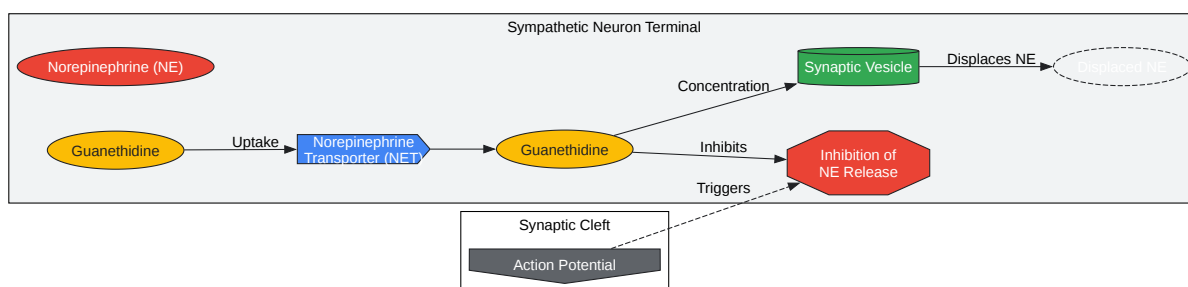 Sympathetic Neuron Terminal
Norepinephrine (NE)
Synaptic Vesicle
Displaces NE
Displaced NE
Concentration
Guanethidine
Uptake
Norepinephrine
Transporter (NET)
Guanethidine
Inhibits
Inhibition of
NE Release
Triggers
Synaptic Cleft
Action Potential